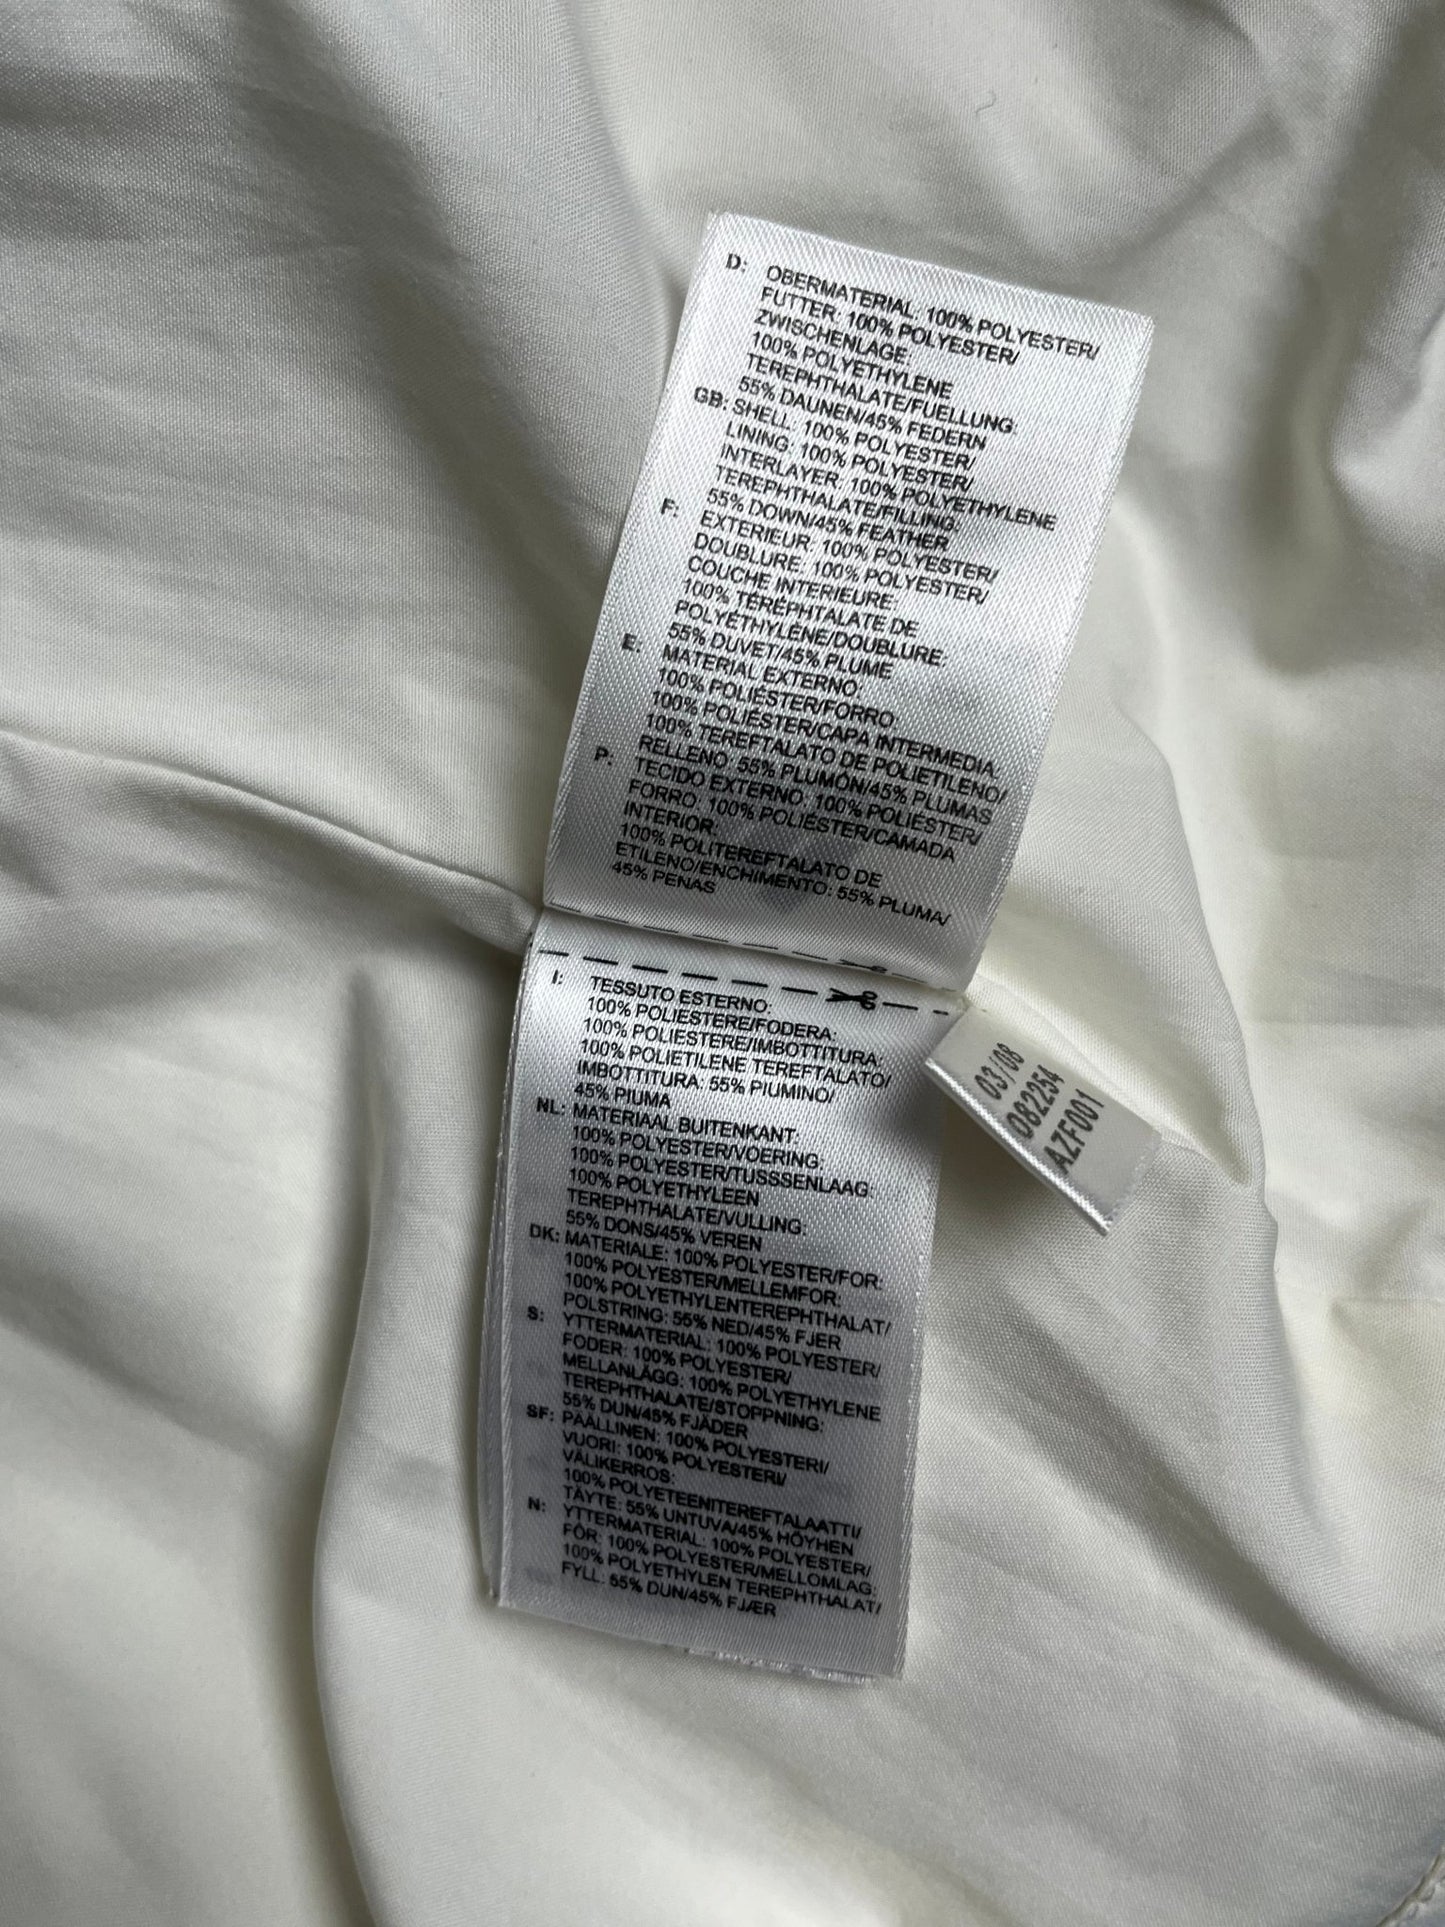 D: OBERMATERIAL: 100% POLYESTER/
FUTTER: 100% POLYESTER/
ZWISCHENLAGE:
100% POLYETHYLENE
TEREPHTHALATE/FUELLUNG:
55% DAUNEN/45% FEDERN
GB: SHELL: 100% POLYESTER/
LINING: 100% POLYESTER/
INTERLAYER: 100% POLYETHYLENE
TEREPHTHALATE/FILLING:
55% DOWN/45% FEATHER
F: EXTERIEUR: 100% POLYESTER/
DOUBLURE: 100% POLYESTER/
COUCHE INTERIEURE:
100% TÉRÉPHTALATE DE
POLYÉTHYLÈNE/DOUBLURE:
55% DUVET/45% PLUME
E: MATERIAL EXTERNO:
100% POLIÉSTER/FORRO:
100% POLIÉSTER/CAPA INTERMEDIA:
100% TEREFTALATO DE POLIETILENO/
RELLENO: 55% PLUMÓN/45% PLUMAS
P: TECIDO EXTERNO: 100% POLIÉSTER/
FORRO: 100% POLIÉSTER/CAMADA
INTERIOR:
100% POLITEREFTALATO DE
ETILENO/ENCHIMENTO: 55% PLUMA/
45% PENAS
I: TESSUTO ESTERNO:
100% POLIESTERE/FODERA:
100% POLIESTERE/IMBOTTITURA:
100% POLIETILENE TEREFTALATO/
IMBOTTITURA: 55% PIUMINO/
45% PIUMA
NL: MATERIAAL BUITENKANT:
100% POLYESTER/VOERING:
100% POLYESTER/TUSSSENLAAG:
100% POLYETHYLEEN
TEREPHTHALATE/VULLING:
55% DONS/45% VEREN
DK: MATERIALE: 100% POLYESTER/FOR:
100% POLYESTER/MELLEMFOR:
100% POLYETHYLENTEREPHTHALAT/
POLSTRING: 55% NED/45% FJER
S: YTTERMATERIAL: 100% POLYESTER/
FODER: 100% POLYESTER/
MELLANLÄGG: 100% POLYETHYLENE
TEREPHTHALATE/STOPPNING:
55% DUN/45% FJÄDER
SF: PÄÄLLINEN: 100% POLYESTERI/
VUORI: 100% POLYESTERI/
VÄLIKERROS:
100% POLYETEENITEREFTALAATTI/
TÄYTE: 55% UNTUVA/45% HÖYHEN
N: YTTERMATERIAL: 100% POLYESTER/
FÔR: 100% POLYESTER/MELLOMLAG:
100% POLYETHYLEN TEREPHTHALAT/
FYLL: 55% DUN/45% FJÆR
03/08
082254
AZF001